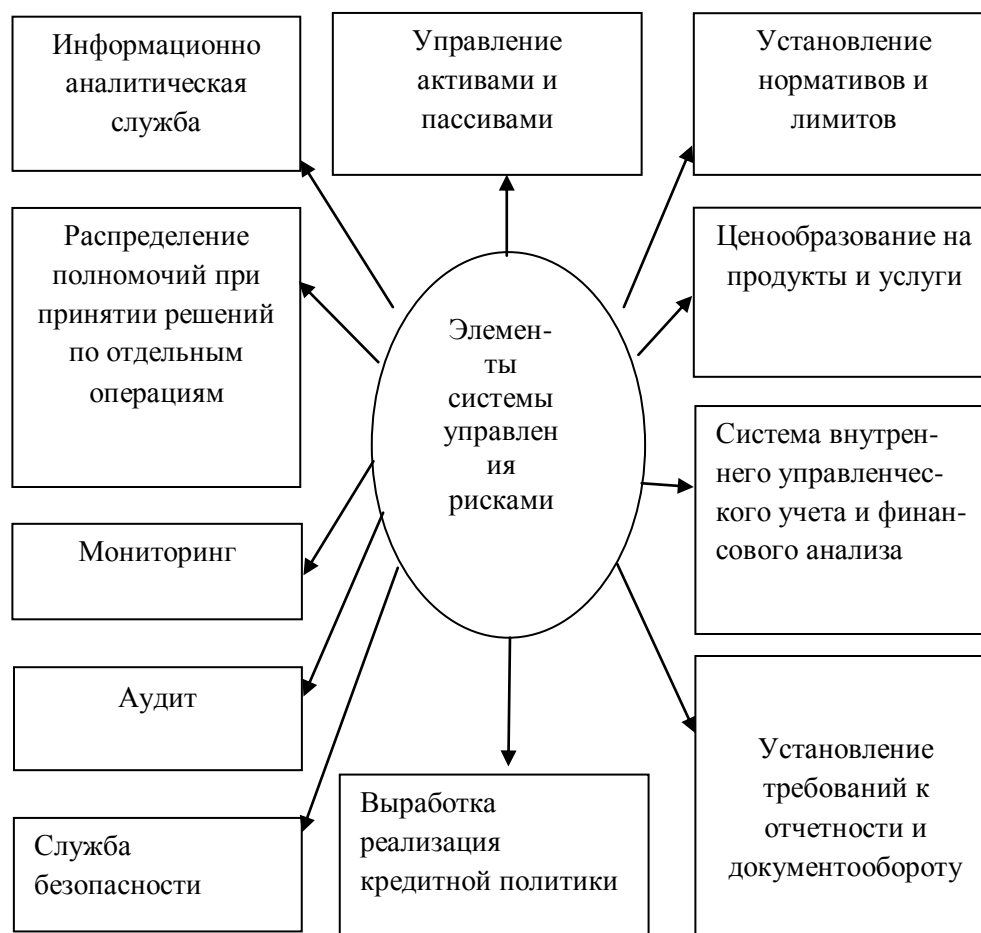 Информационно
аналитическая
служба
Управление
активами и
пассивами
Установление
нормативов и
лимитов
Распределение
полномочий при
принятии решений
по отдельным
операциям
Ценообразование на
продукты и услуги
Элемен-
ты
системы
управлен
ия
рисками
Система внутрен-
него управленчес-
кого учета и финан-
сового анализа
Мониторинг
Аудит
Служба
безопасности
Выработка
реализация
кредитной политики
Установление
требований к
отчетности и
документообороту